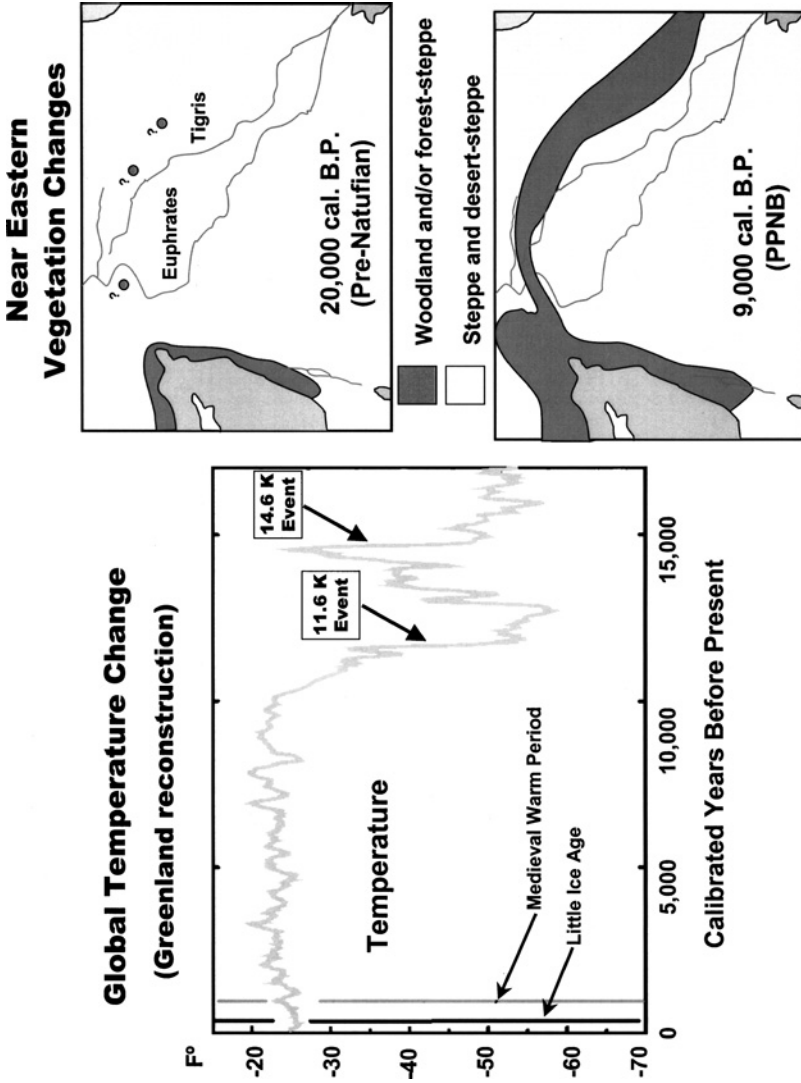 Global Temperature Change
(Greenland reconstruction)
F°
-20
-30
-40
-50
-60
-70
14.6 K
Event
11.6 K
Event
Temperature
Medieval Warm Period
Little Ice Age
0
5,000
10,000
15,000
Calibrated Years Before Present
Near Eastern
Vegetation Changes
?
?
?
Euphrates
Tigris
20,000 cal. B.P.
(Pre-Natufian)
Woodland and/or forest-steppe
Steppe and desert-steppe
9,000 cal. B.P.
(PPNB)